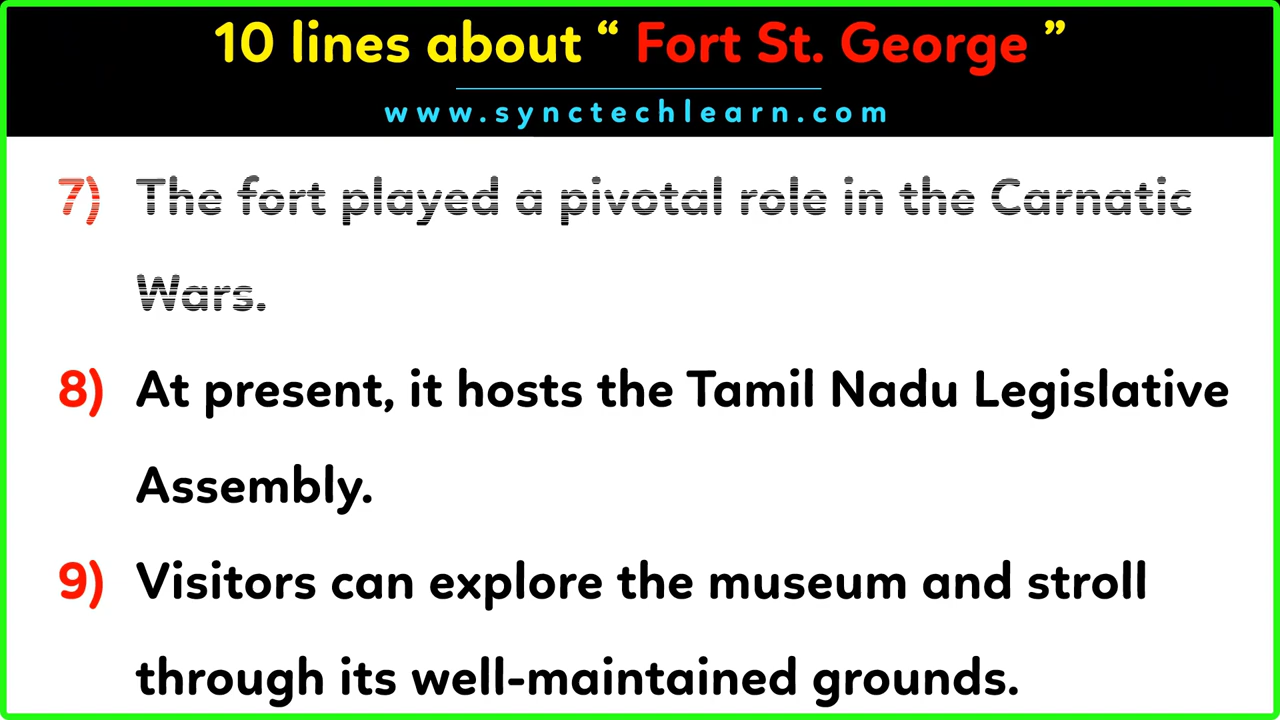 10 lines about “ Fort St. George ”
www.synctechlearn.com
7) The fort played a pivotal role in the Carnatic
Wars.
8) At present, it hosts the Tamil Nadu Legislative
Assembly.
9) Visitors can explore the museum and stroll
through its well-maintained grounds.